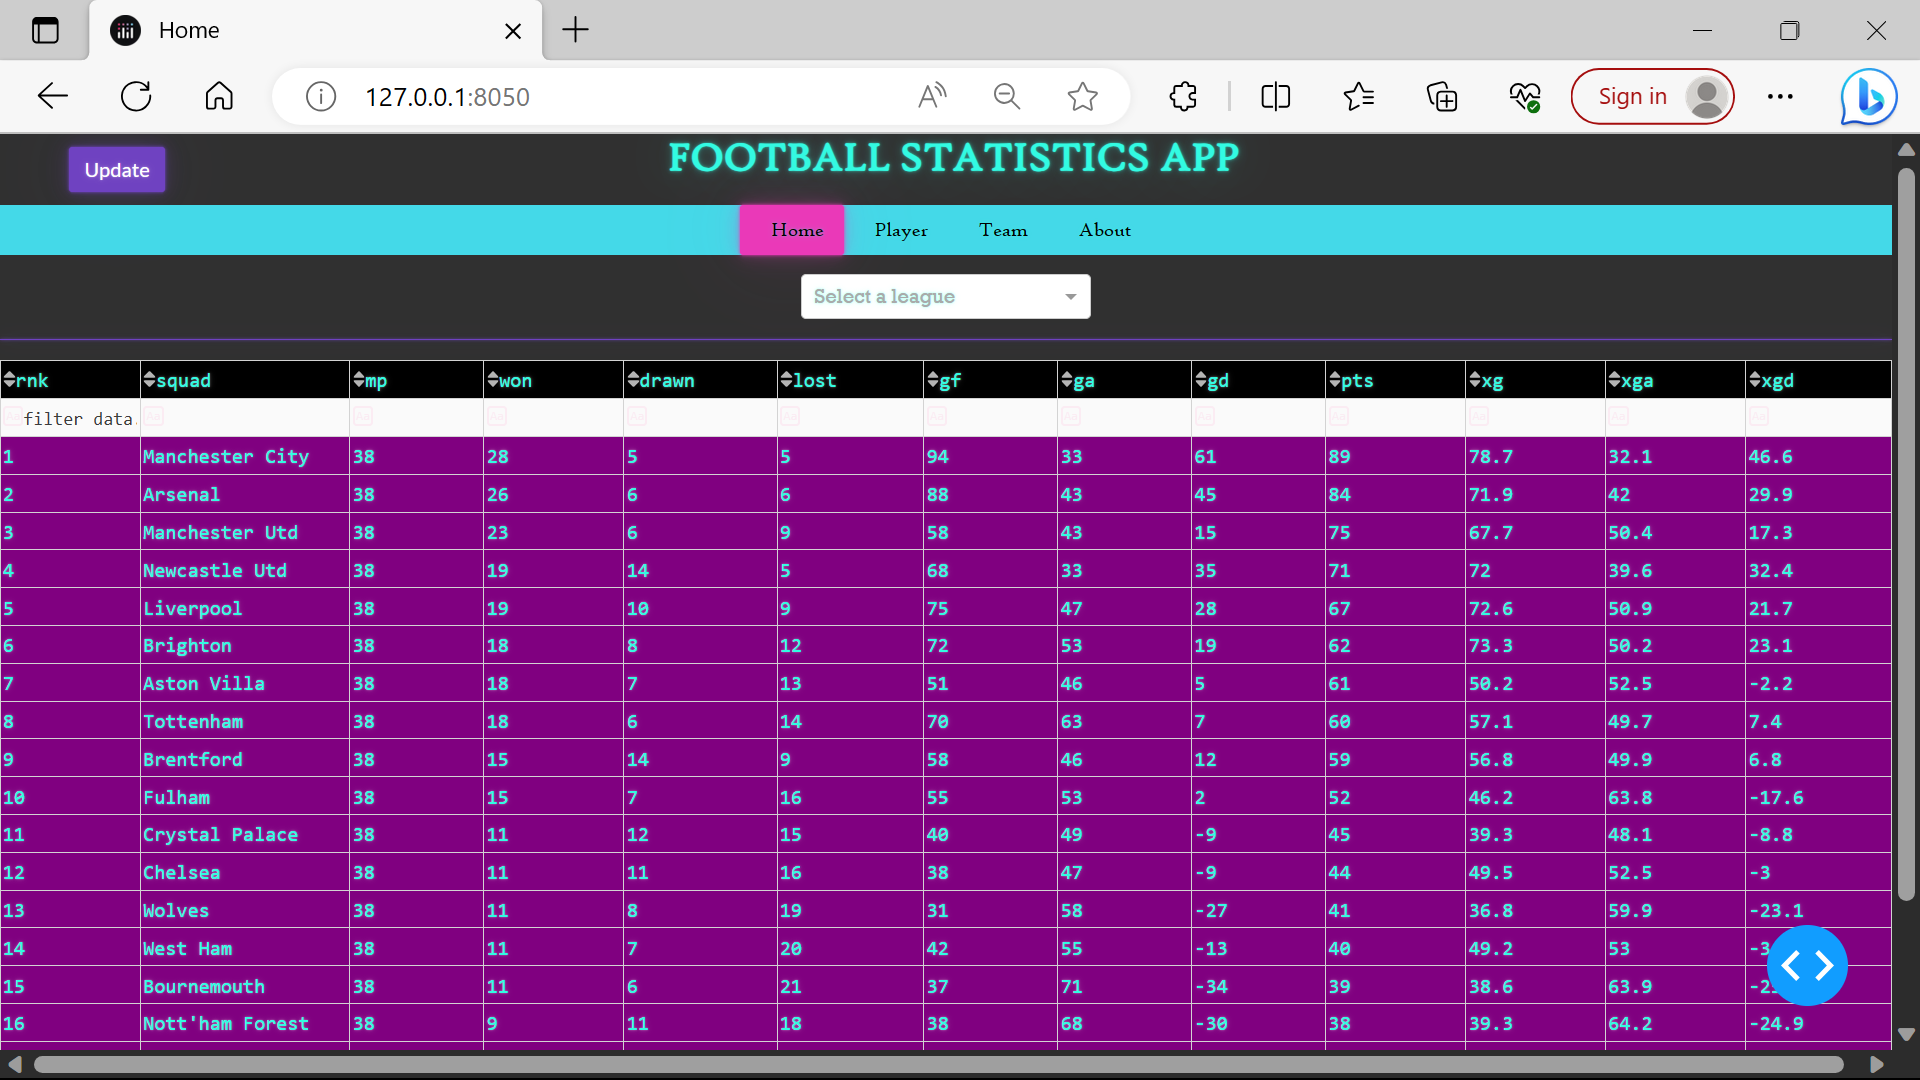 Home
127.0.0.1:8050
Sign in
Update
FOOTBALL STATISTICS APP
Home Player Team About
Select a league
rnk squad mp won drawn lost gf ga gd pts xg xga xgd
filter data
1 Manchester City 38 28 5 5 94 33 61 89 78.7 32.1 46.6
2 Arsenal 38 26 6 6 88 43 45 84 71.9 42 29.9
3 Manchester Utd 38 23 6 9 58 43 15 75 67.7 50.4 17.3
4 Newcastle Utd 38 19 14 5 68 33 35 71 72 39.6 32.4
5 Liverpool 38 19 10 9 75 47 28 67 72.6 50.9 21.7
6 Brighton 38 18 8 12 72 53 19 62 73.3 50.2 23.1
7 Aston Villa 38 18 7 13 51 46 5 61 50.2 52.5 -2.2
8 Tottenham 38 18 6 14 70 63 7 60 57.1 49.7 7.4
9 Brentford 38 15 14 9 58 46 12 59 56.8 49.9 6.8
10 Fulham 38 15 7 16 55 53 2 52 46.2 63.8 -17.6
11 Crystal Palace 38 11 12 15 40 49 -9 45 39.3 48.1 -8.8
12 Chelsea 38 11 11 16 38 47 -9 44 49.5 52.5 -3
13 Wolves 38 11 8 19 31 58 -27 41 36.8 59.9 -23.1
14 West Ham 38 11 7 20 42 55 -13 40 49.2 53
15 Bournemouth 38 11 6 21 37 71 -34 39 38.6 63.9
16 Nott'ham Forest 38 9 11 18 38 68 -30 38 39.3 64.2 -24.9